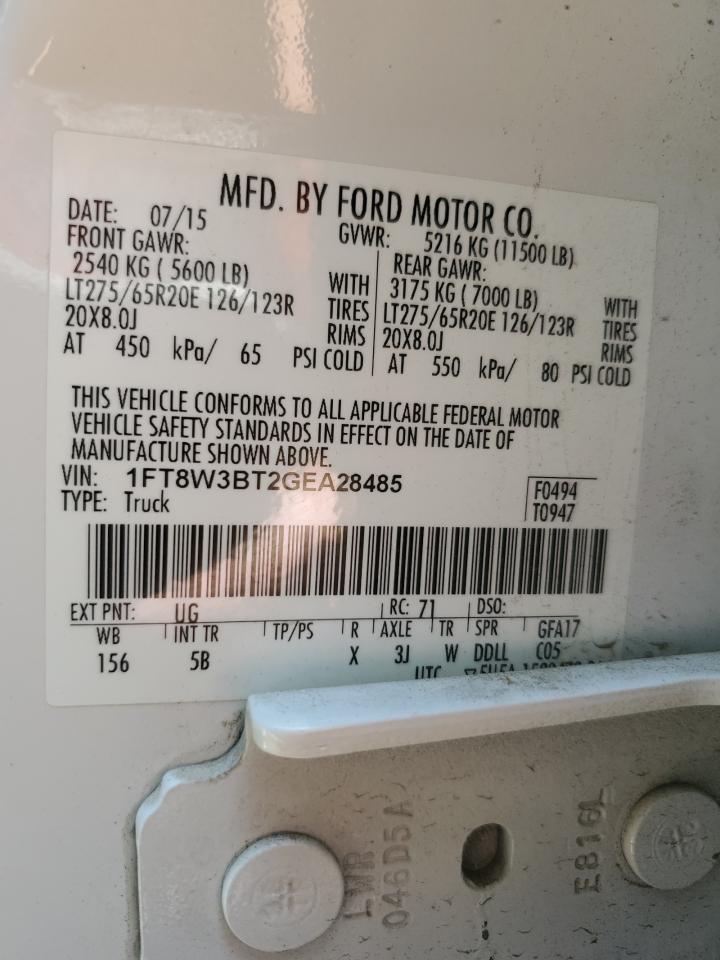 MFD. BY FORD MOTOR CO.
DATE: 07/15 GVWR: 5216 KG (11500 LB)
FRONT GAWR: REAR GAWR:
2540 KG ( 5600 LB) WITH 3175 KG ( 7000 LB) WITH
LT275/65R20E 126/123R TIRES LT275/65R20E 126/123R TIRES
20X8.0J RIMS 20X8.0J RIMS
AT 450 kPa/ 65 PSI COLD AT 550 kPa/ 80 PSI COLD
THIS VEHICLE CONFORMS TO ALL APPLICABLE FEDERAL MOTOR
VEHICLE SAFETY STANDARDS IN EFFECT ON THE DATE OF
MANUFACTURE SHOWN ABOVE.
VIN: 1FT8W3BT2GEA28485 F0494
TYPE: Truck T0947
EXT PNT: UG RC: 71 DSO:
WB INT TR TP/PS R AXLE TR SPR GFA17
156 5B X 3J W DDLL C05
UTC
LWR
046D5A
E816L